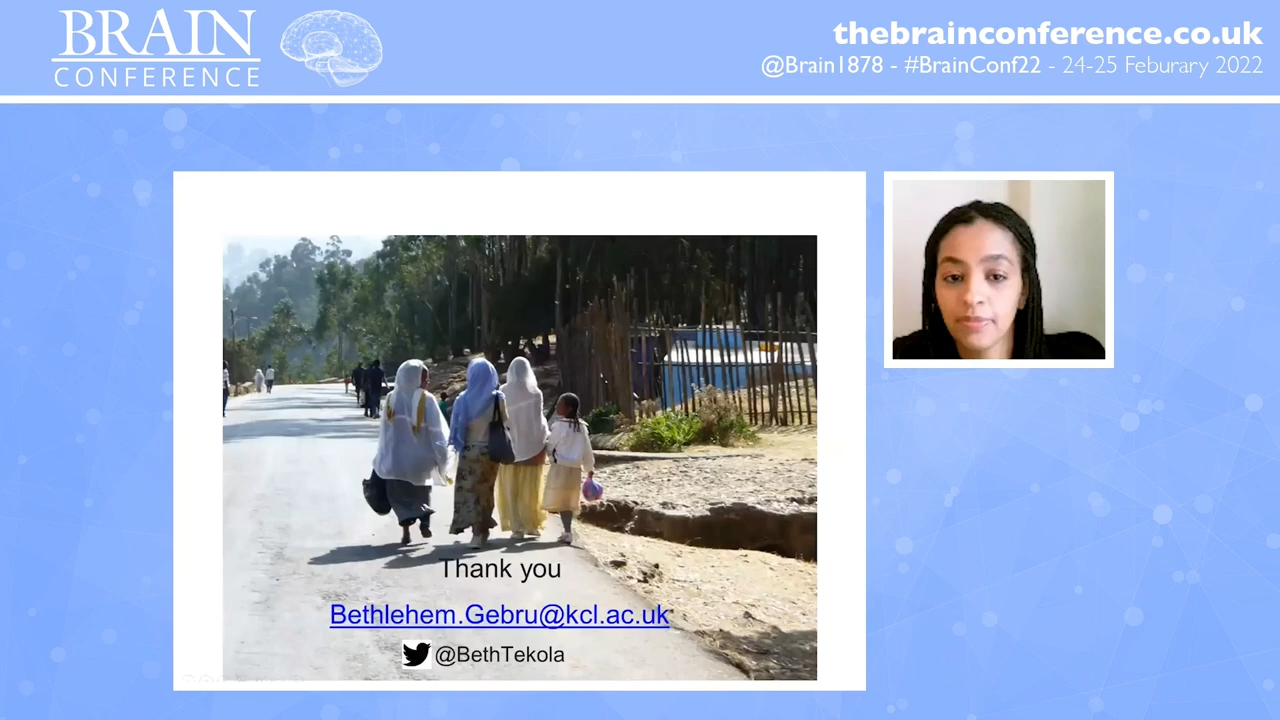 BRAIN
CONFERENCE
thebrainconference.co.uk
@Brain1878 - #BrainConf22 - 24-25 Feburary 2022
Thank you
Bethlehem.Gebru@kcl.ac.uk
@BethTekola